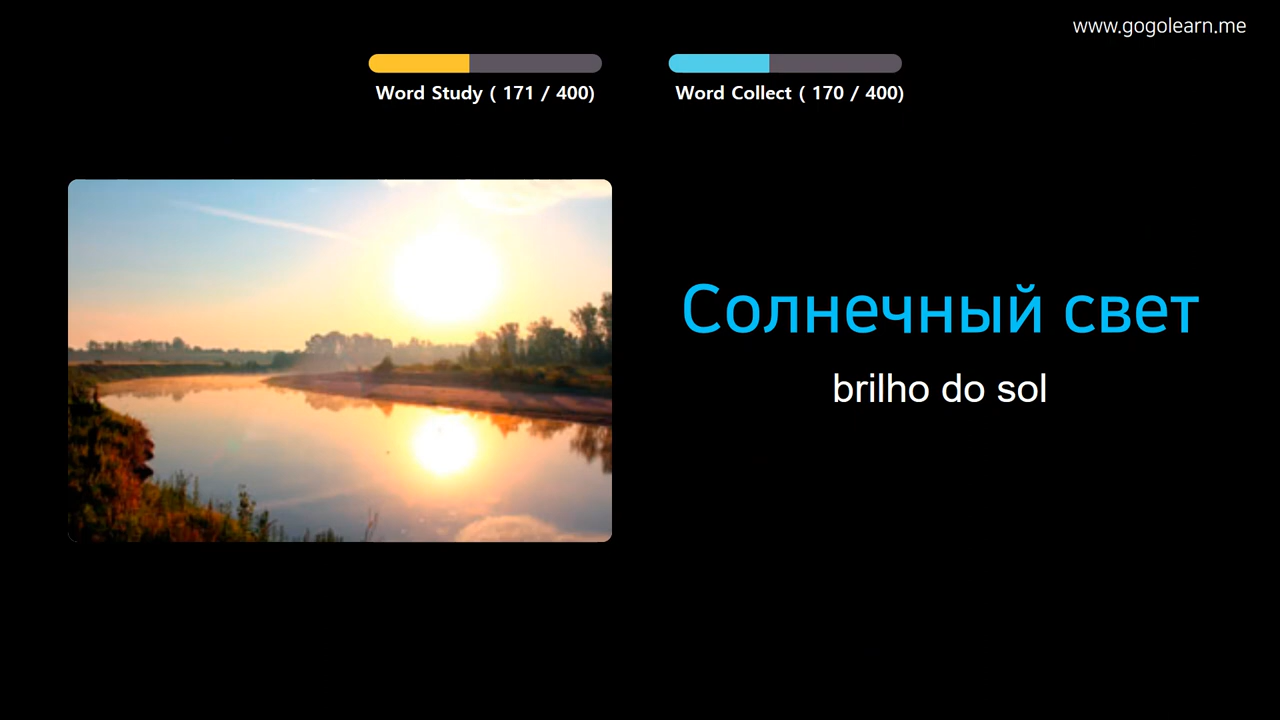 www.gogolearn.me
Word Study ( 171 / 400)
Word Collect ( 170 / 400)
Солнечный свет
brilho do sol